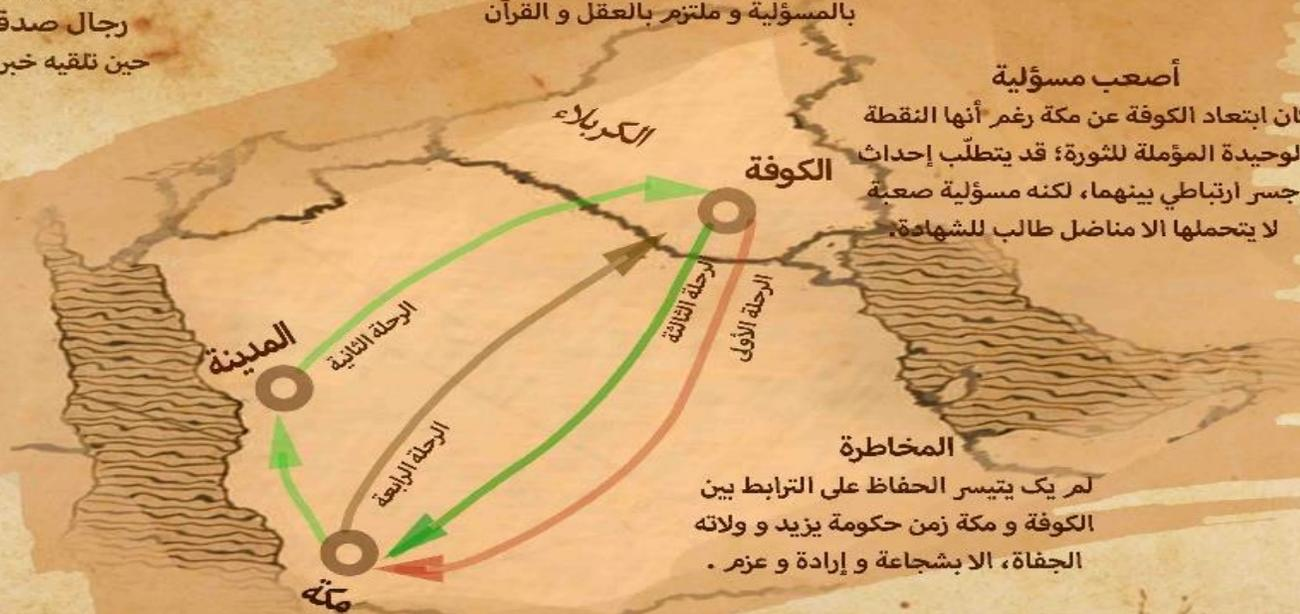 بالمسؤلية و ملتزم بالعقل و القرآن
رجال صدق
حين تلقيه خبر
أصعب مسؤلية
كان ابتعاد الكوفة عن مكة رغم أنها النقطة
الوحيدة المؤملة للثورة؛ قد يتطلّب إحداث
جسر ارتباطي بينهما، لكنه مسؤلية صعبة
لا يتحملها الا مناضل طالب للشهادة.
الكربلاء
الكوفة
المدينة
الرحلة الثانية
الرحلة الثالثة
الرحلة الأولى
الرحلة الرابعة
مكة
المخاطرة
لم يك يتيسر الحفاظ على الترابط بين
الكوفة و مكة زمن حكومة يزيد و ولاته
الجفاة، الا بشجاعة و إرادة و عزم .